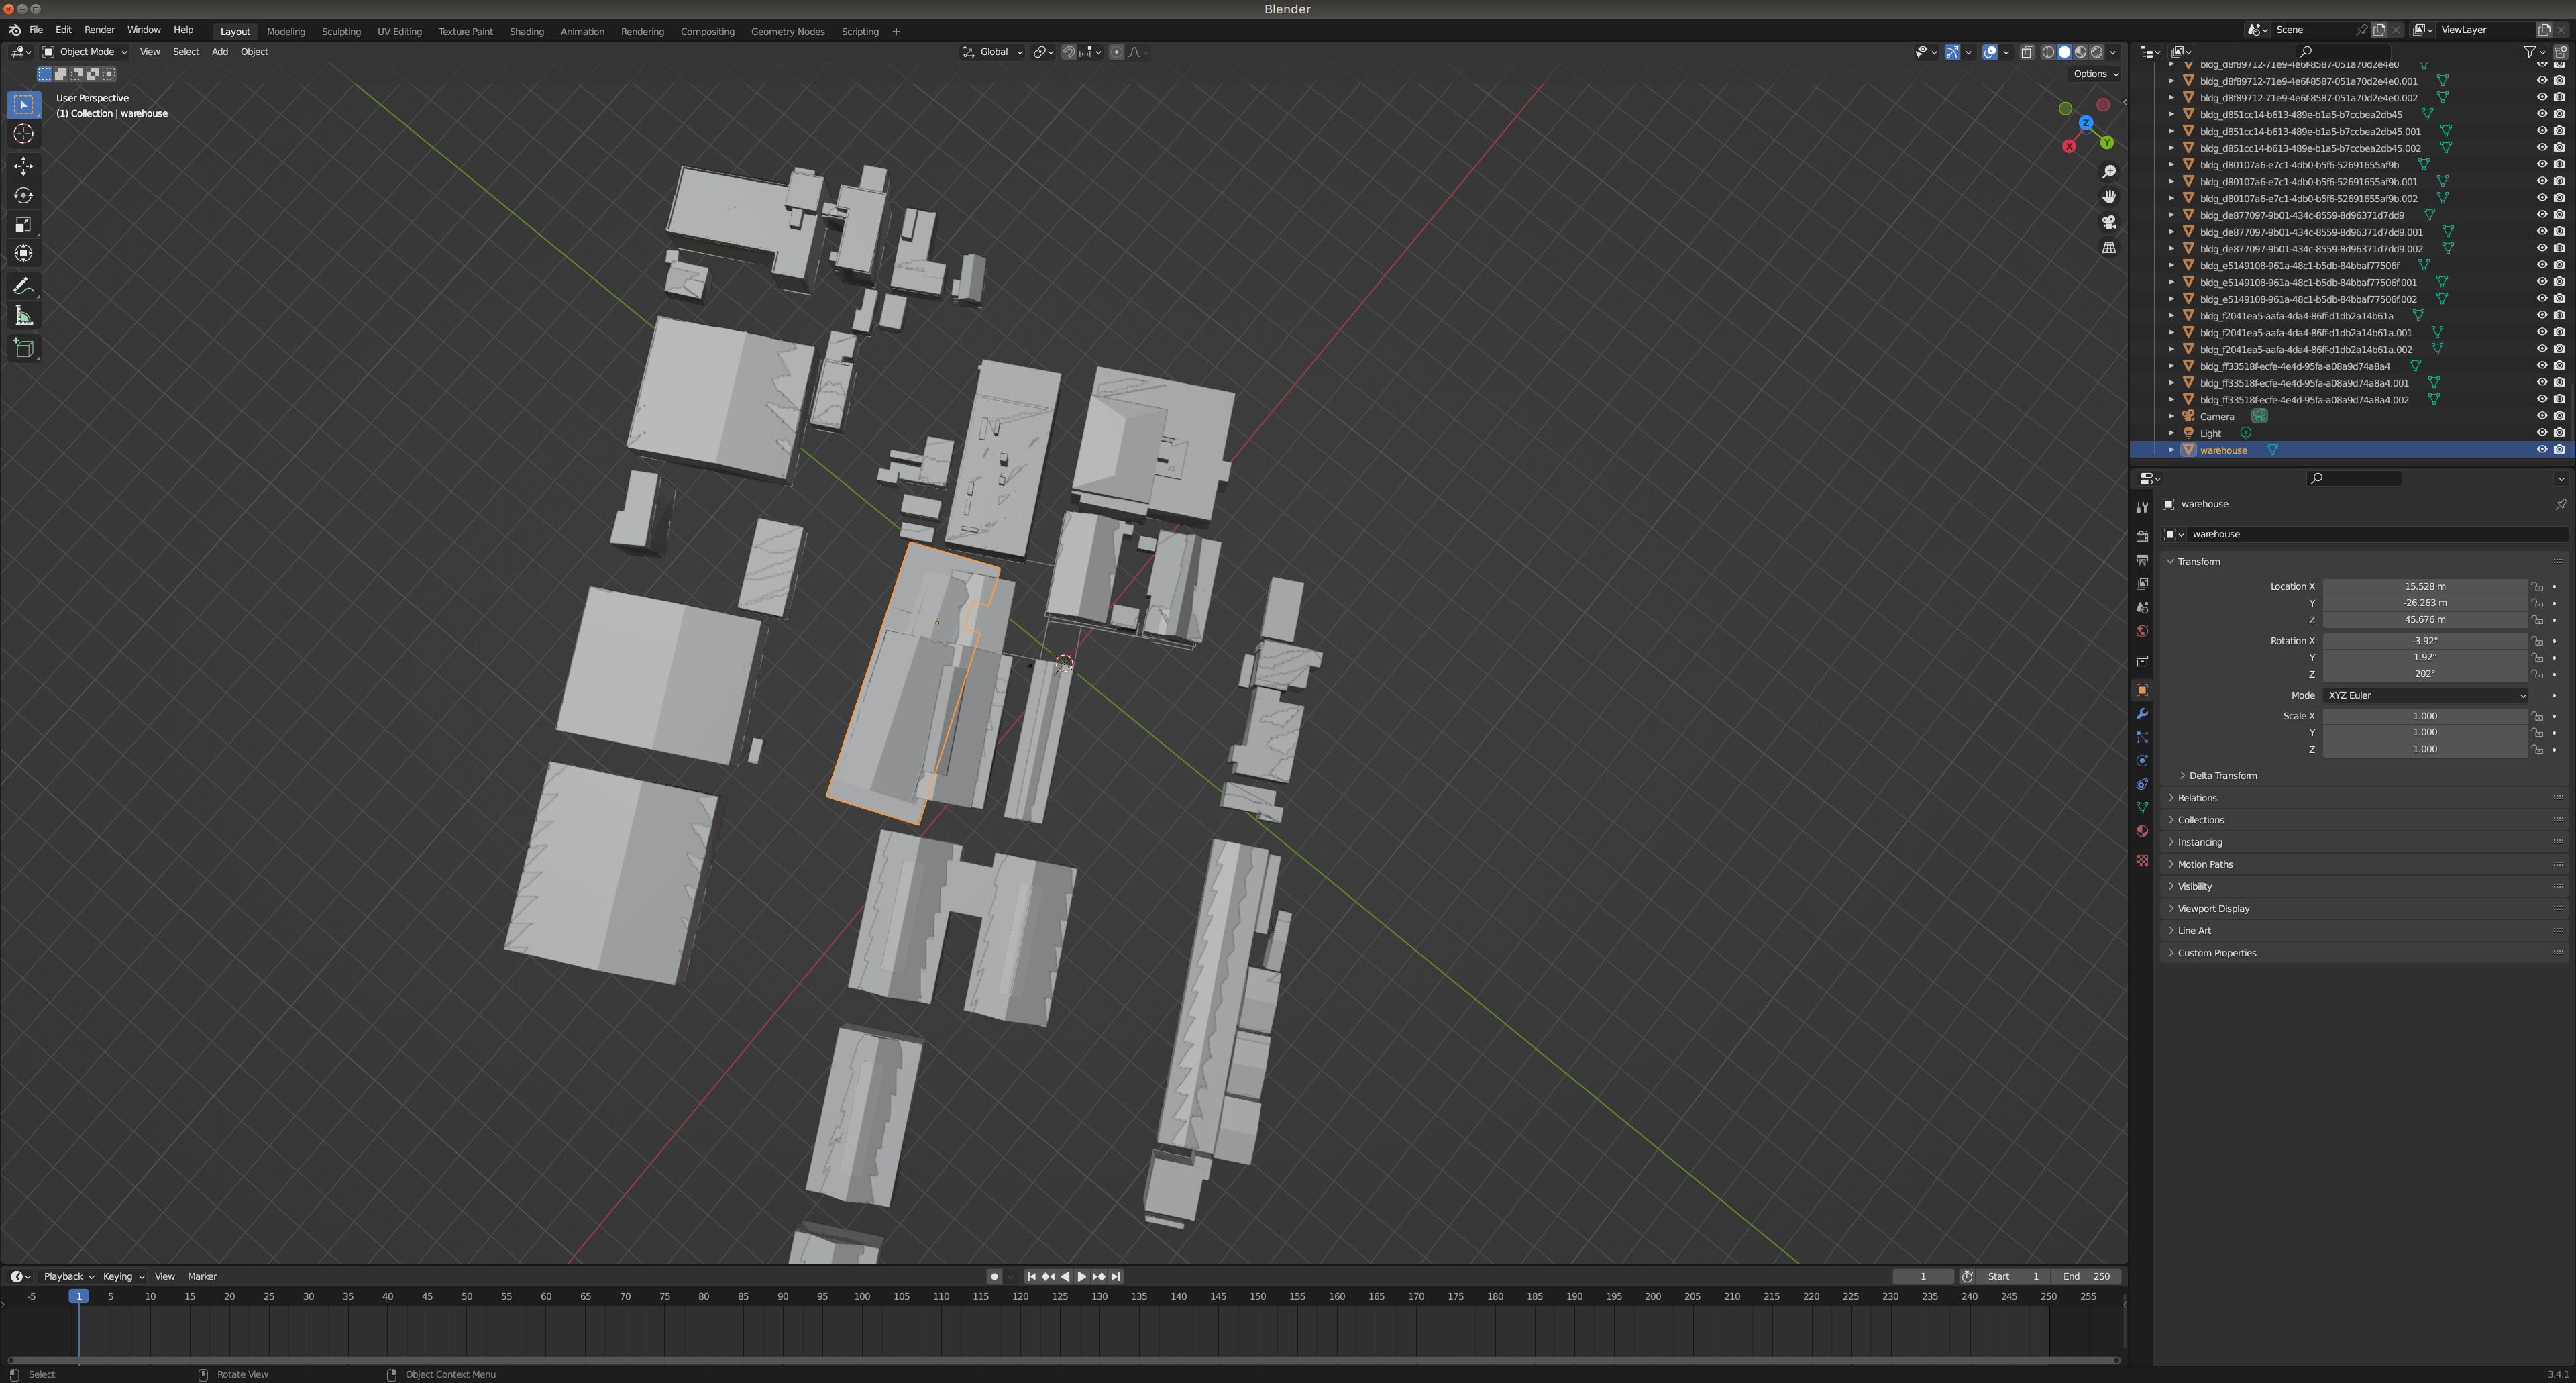 Blender
File Edit Render Window Help Layout Modeling Sculpting UV Editing Texture Paint Shading Animation Rendering Compositing Geometry Nodes Scripting + Scene ViewLayer
Object Mode View Select Add Object Global
Options
User Perspective
(1) Collection | warehouse
Z
Y
X
bldg_d8f89712-71e9-4e6f-8587-051a70d2e4e0
bldg_d8f89712-71e9-4e6f-8587-051a70d2e4e0.001
bldg_d8f89712-71e9-4e6f-8587-051a70d2e4e0.002
bldg_d851cc14-b613-489e-b1a5-b7ccbea2db45
bldg_d851cc14-b613-489e-b1a5-b7ccbea2db45.001
bldg_d851cc14-b613-489e-b1a5-b7ccbea2db45.002
bldg_d80107a6-e7c1-4db0-b5f6-52691655af9b
bldg_d80107a6-e7c1-4db0-b5f6-52691655af9b.001
bldg_d80107a6-e7c1-4db0-b5f6-52691655af9b.002
bldg_de877097-9b01-434c-8559-8d96371d7dd9
bldg_de877097-9b01-434c-8559-8d96371d7dd9.001
bldg_de877097-9b01-434c-8559-8d96371d7dd9.002
bldg_e5149108-961a-48c1-b5db-84bbaf77506f
bldg_e5149108-961a-48c1-b5db-84bbaf77506f.001
bldg_e5149108-961a-48c1-b5db-84bbaf77506f.002
bldg_f2041ea5-aafa-4da4-86ff-d1db2a14b61a
bldg_f2041ea5-aafa-4da4-86ff-d1db2a14b61a.001
bldg_f2041ea5-aafa-4da4-86ff-d1db2a14b61a.002
bldg_ff33518f-ecfe-4e4d-95fa-a08a9d74a8a4
bldg_ff33518f-ecfe-4e4d-95fa-a08a9d74a8a4.001
bldg_ff33518f-ecfe-4e4d-95fa-a08a9d74a8a4.002
Camera
Light
warehouse
warehouse
warehouse
Transform
Location X 15.528 m
Y -26.263 m
Z 45.676 m
Rotation X -3.92°
Y 1.92°
Z 202°
Mode XYZ Euler
Scale X 1.000
Y 1.000
Z 1.000
Delta Transform
Relations
Collections
Instancing
Motion Paths
Visibility
Viewport Display
Line Art
Custom Properties
Playback Keying View Marker 1 Start 1 End 250
-5 1 5 10 15 20 25 30 35 40 45 50 55 60 65 70 75 80 85 90 95 100 105 110 115 120 125 130 135 140 145 150 155 160 165 170 175 180 185 190 195 200 205 210 215 220 225 230 235 240 245 250 255
Select Rotate View Object Context Menu 3.4.1